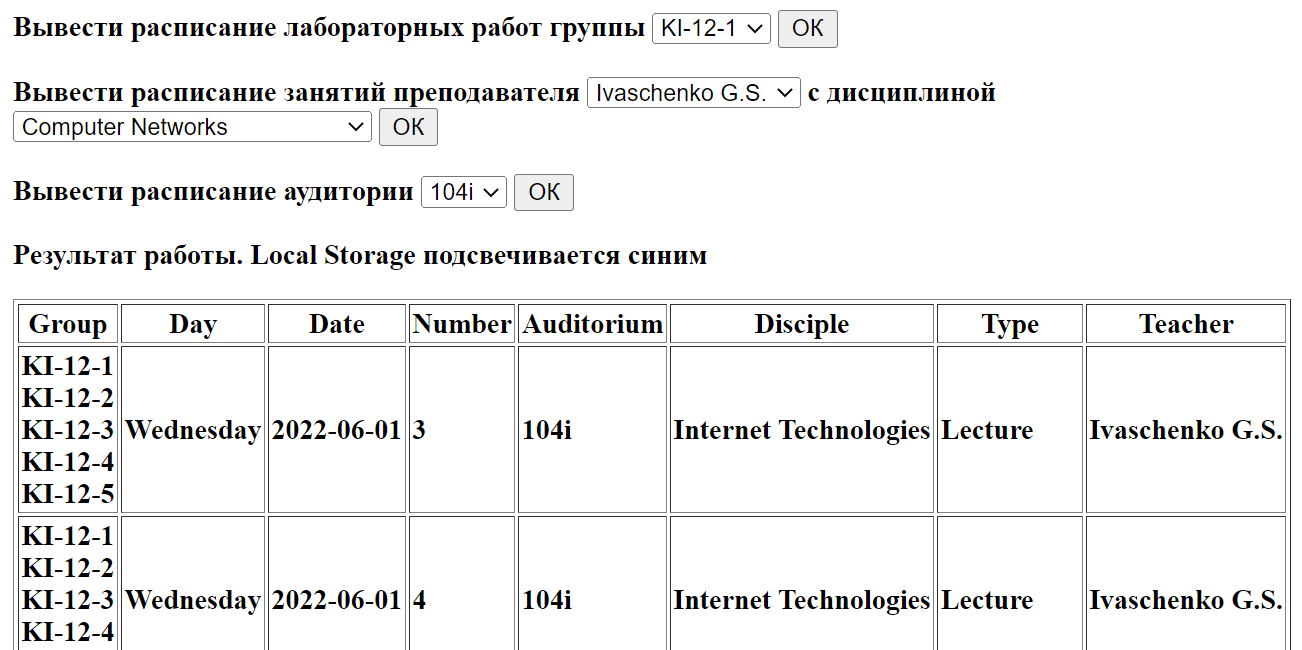 Вывести расписание лабораторных работ группы KI-12-1 ОК
Вывести расписание занятий преподавателя Ivaschenko G.S. с дисциплиной
Computer Networks ОК
Вывести расписание аудитории 104i ОК
Результат работы. Local Storage подсвечивается синим
Group Day Date Number Auditorium Disciple Type Teacher
KI-12-1
KI-12-2
KI-12-3 Wednesday 2022-06-01 3 104i Internet Technologies Lecture Ivaschenko G.S.
KI-12-4
KI-12-5
KI-12-1
KI-12-2
KI-12-3 Wednesday 2022-06-01 4 104i Internet Technologies Lecture Ivaschenko G.S.
KI-12-4